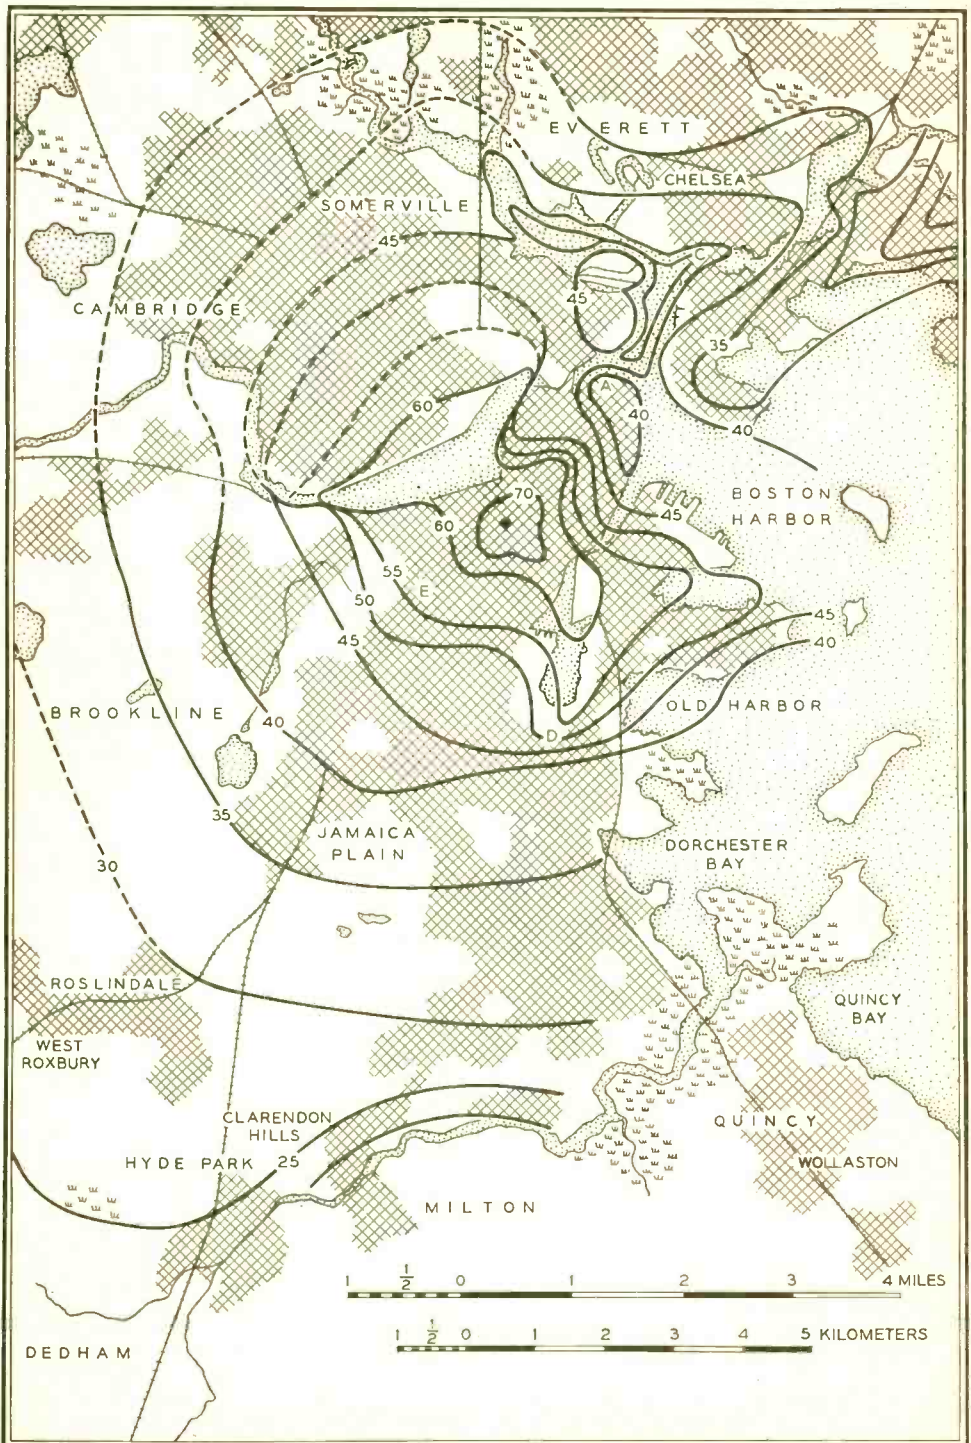 EVERETT
CHELSEA
SOMERVILLE
45
C
CAMBRIDGE
45
35
60
A
40
40
70
BOSTON
HARBOR
45
60
55
E
50
45
45
40
BROOKLINE
40
OLD HARBOR
D
35
JAMAICA
PLAIN
DORCHESTER
BAY
30
ROSLINDALE
QUINCY
BAY
WEST
ROXBURY
CLARENDON
HILLS
QUINCY
HYDE PARK 25
WOLLASTON
MILTON
1 1/2 0 1 2 3 4 MILES
1 1/2 0 1 2 3 4 5 KILOMETERS
DEDHAM